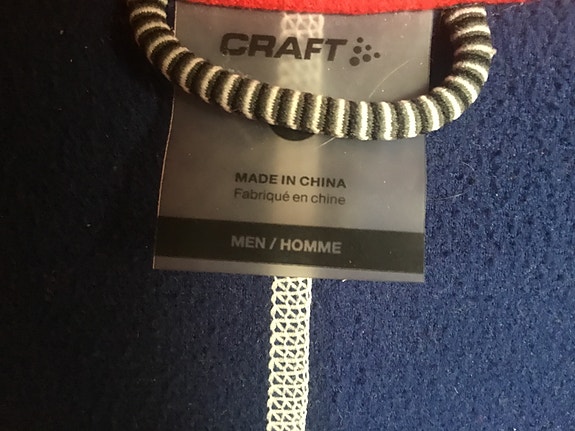 CRAFT
MADE IN CHINA
Fabriqué en chine
MEN / HOMME